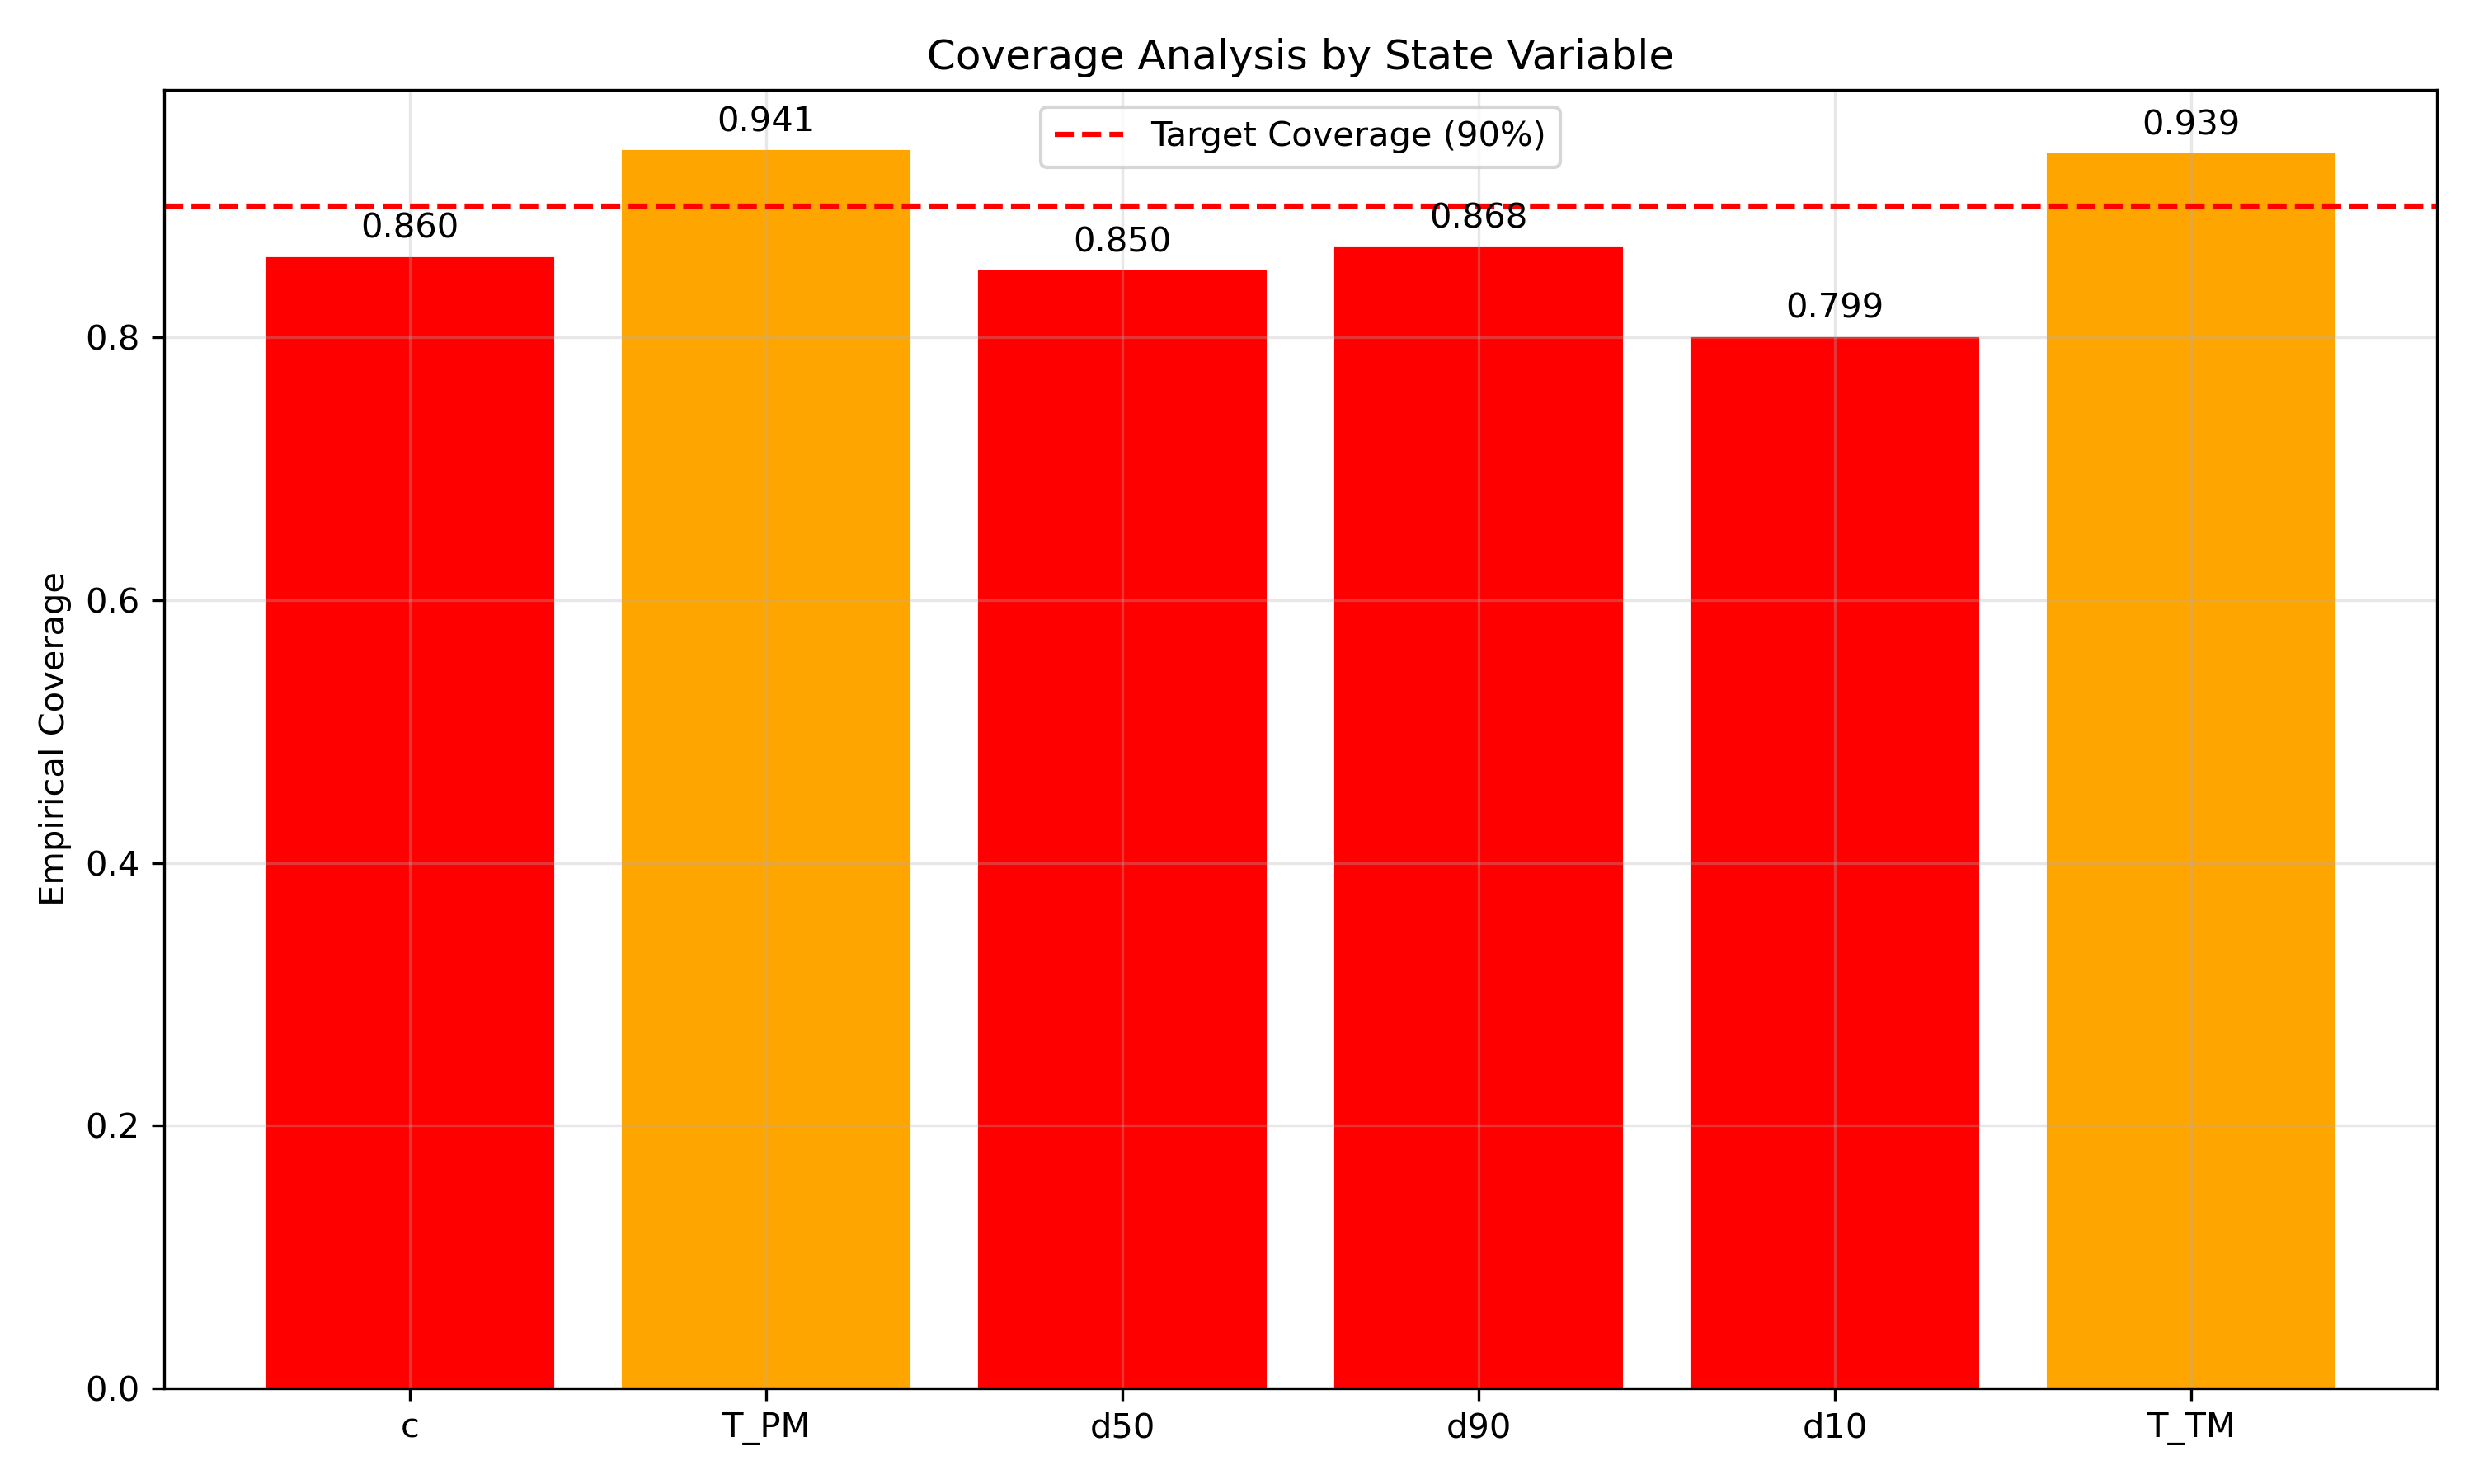 Coverage Analysis by State Variable
Target Coverage (90%)
0.860
0.941
0.850
0.868
0.799
0.939
Empirical Coverage
0.8
0.6
0.4
0.2
0.0
c
T_PM
d50
d90
d10
T_TM